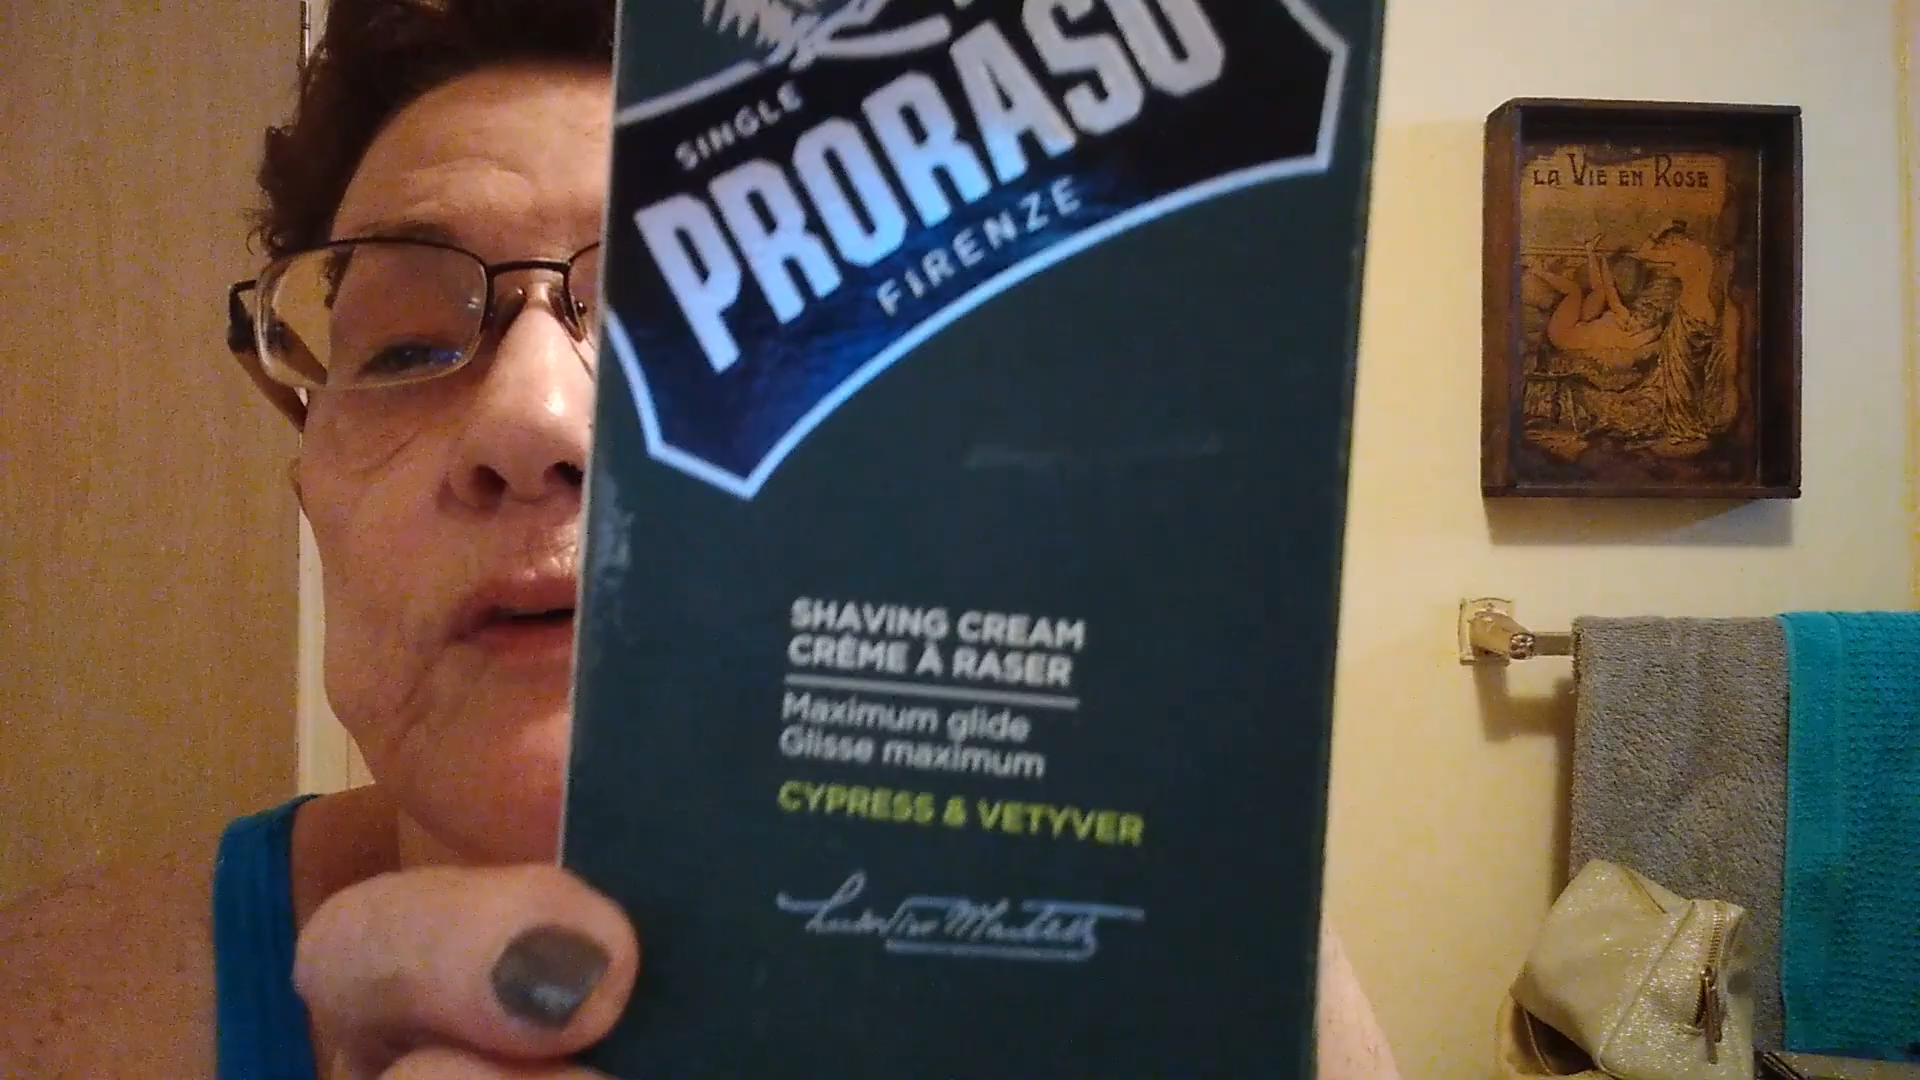 SINGLE
PRORASO
FIRENZE
SHAVING CREAM
CRÈME À RASER
Maximum glide
Glisse maximum
CYPRESS & VETYVER
LA VIE EN ROSE